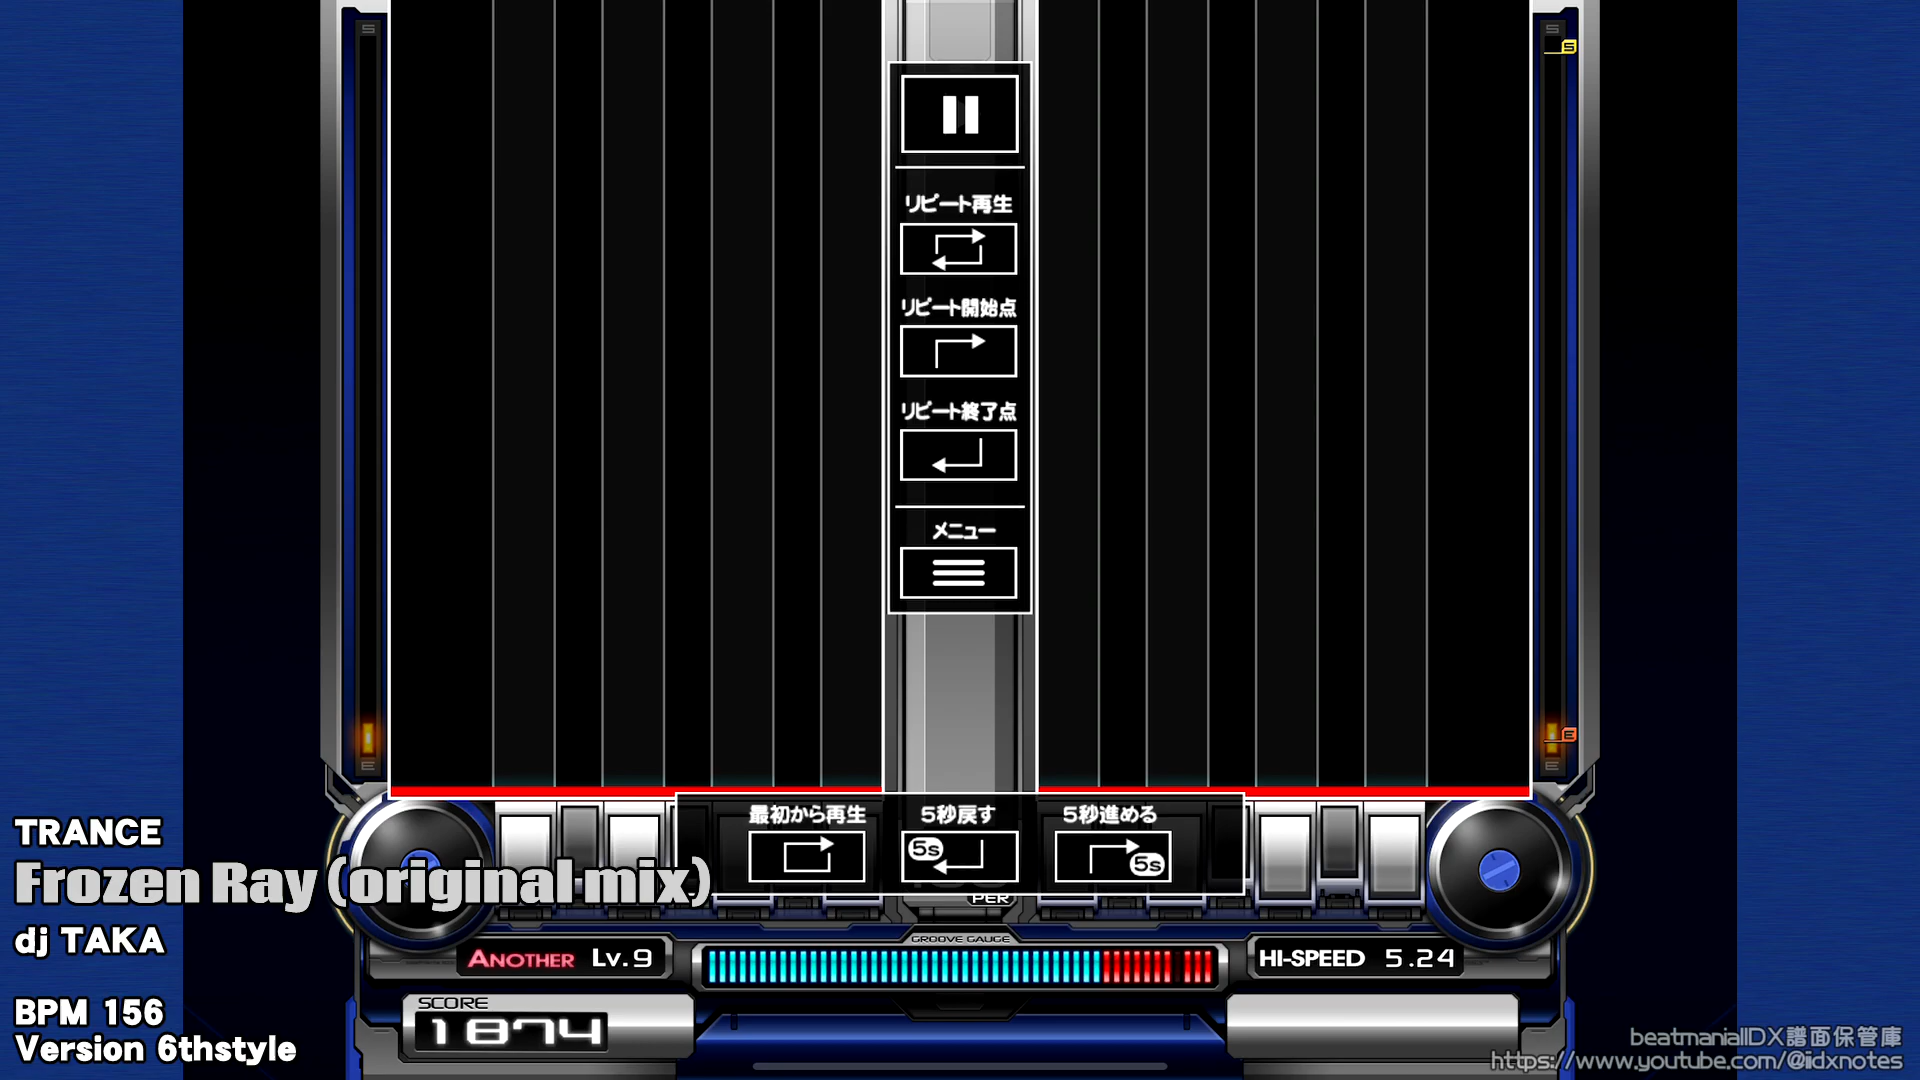 S
S
S
リピート再生
リピート開始点
リピート終了点
メニュー
E
E
E
最初から再生
5秒戻す
5秒進める
5s
5s
PER
TRANCE
Frozen Ray (original mix)
dj TAKA
BPM 156
Version 6thstyle
GROOVE GAUGE
ANOTHER Lv.9
HI-SPEED 5.24
SCORE
1874
beatmaniaIIDX譜面保管庫
https://www.youtube.com/@iidxnotes